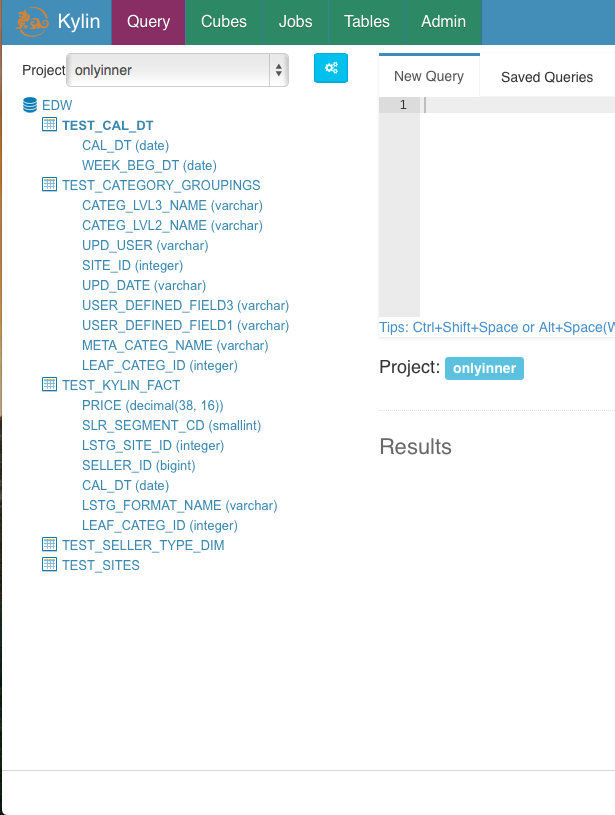 Kylin Query Cubes Jobs Tables Admin
Project onlyinner
New Query Saved Queries
1
EDW
TEST_CAL_DT
CAL_DT (date)
WEEK_BEG_DT (date)
TEST_CATEGORY_GROUPINGS
CATEG_LVL3_NAME (varchar)
CATEG_LVL2_NAME (varchar)
UPD_USER (varchar)
SITE_ID (integer)
UPD_DATE (varchar)
USER_DEFINED_FIELD3 (varchar)
USER_DEFINED_FIELD1 (varchar)
META_CATEG_NAME (varchar)
LEAF_CATEG_ID (integer)
TEST_KYLIN_FACT
PRICE (decimal(38, 16))
SLR_SEGMENT_CD (smallint)
LSTG_SITE_ID (integer)
SELLER_ID (bigint)
CAL_DT (date)
LSTG_FORMAT_NAME (varchar)
LEAF_CATEG_ID (integer)
TEST_SELLER_TYPE_DIM
TEST_SITES
Tips: Ctrl+Shift+Space or Alt+Space(W
Project: onlyinner
Results